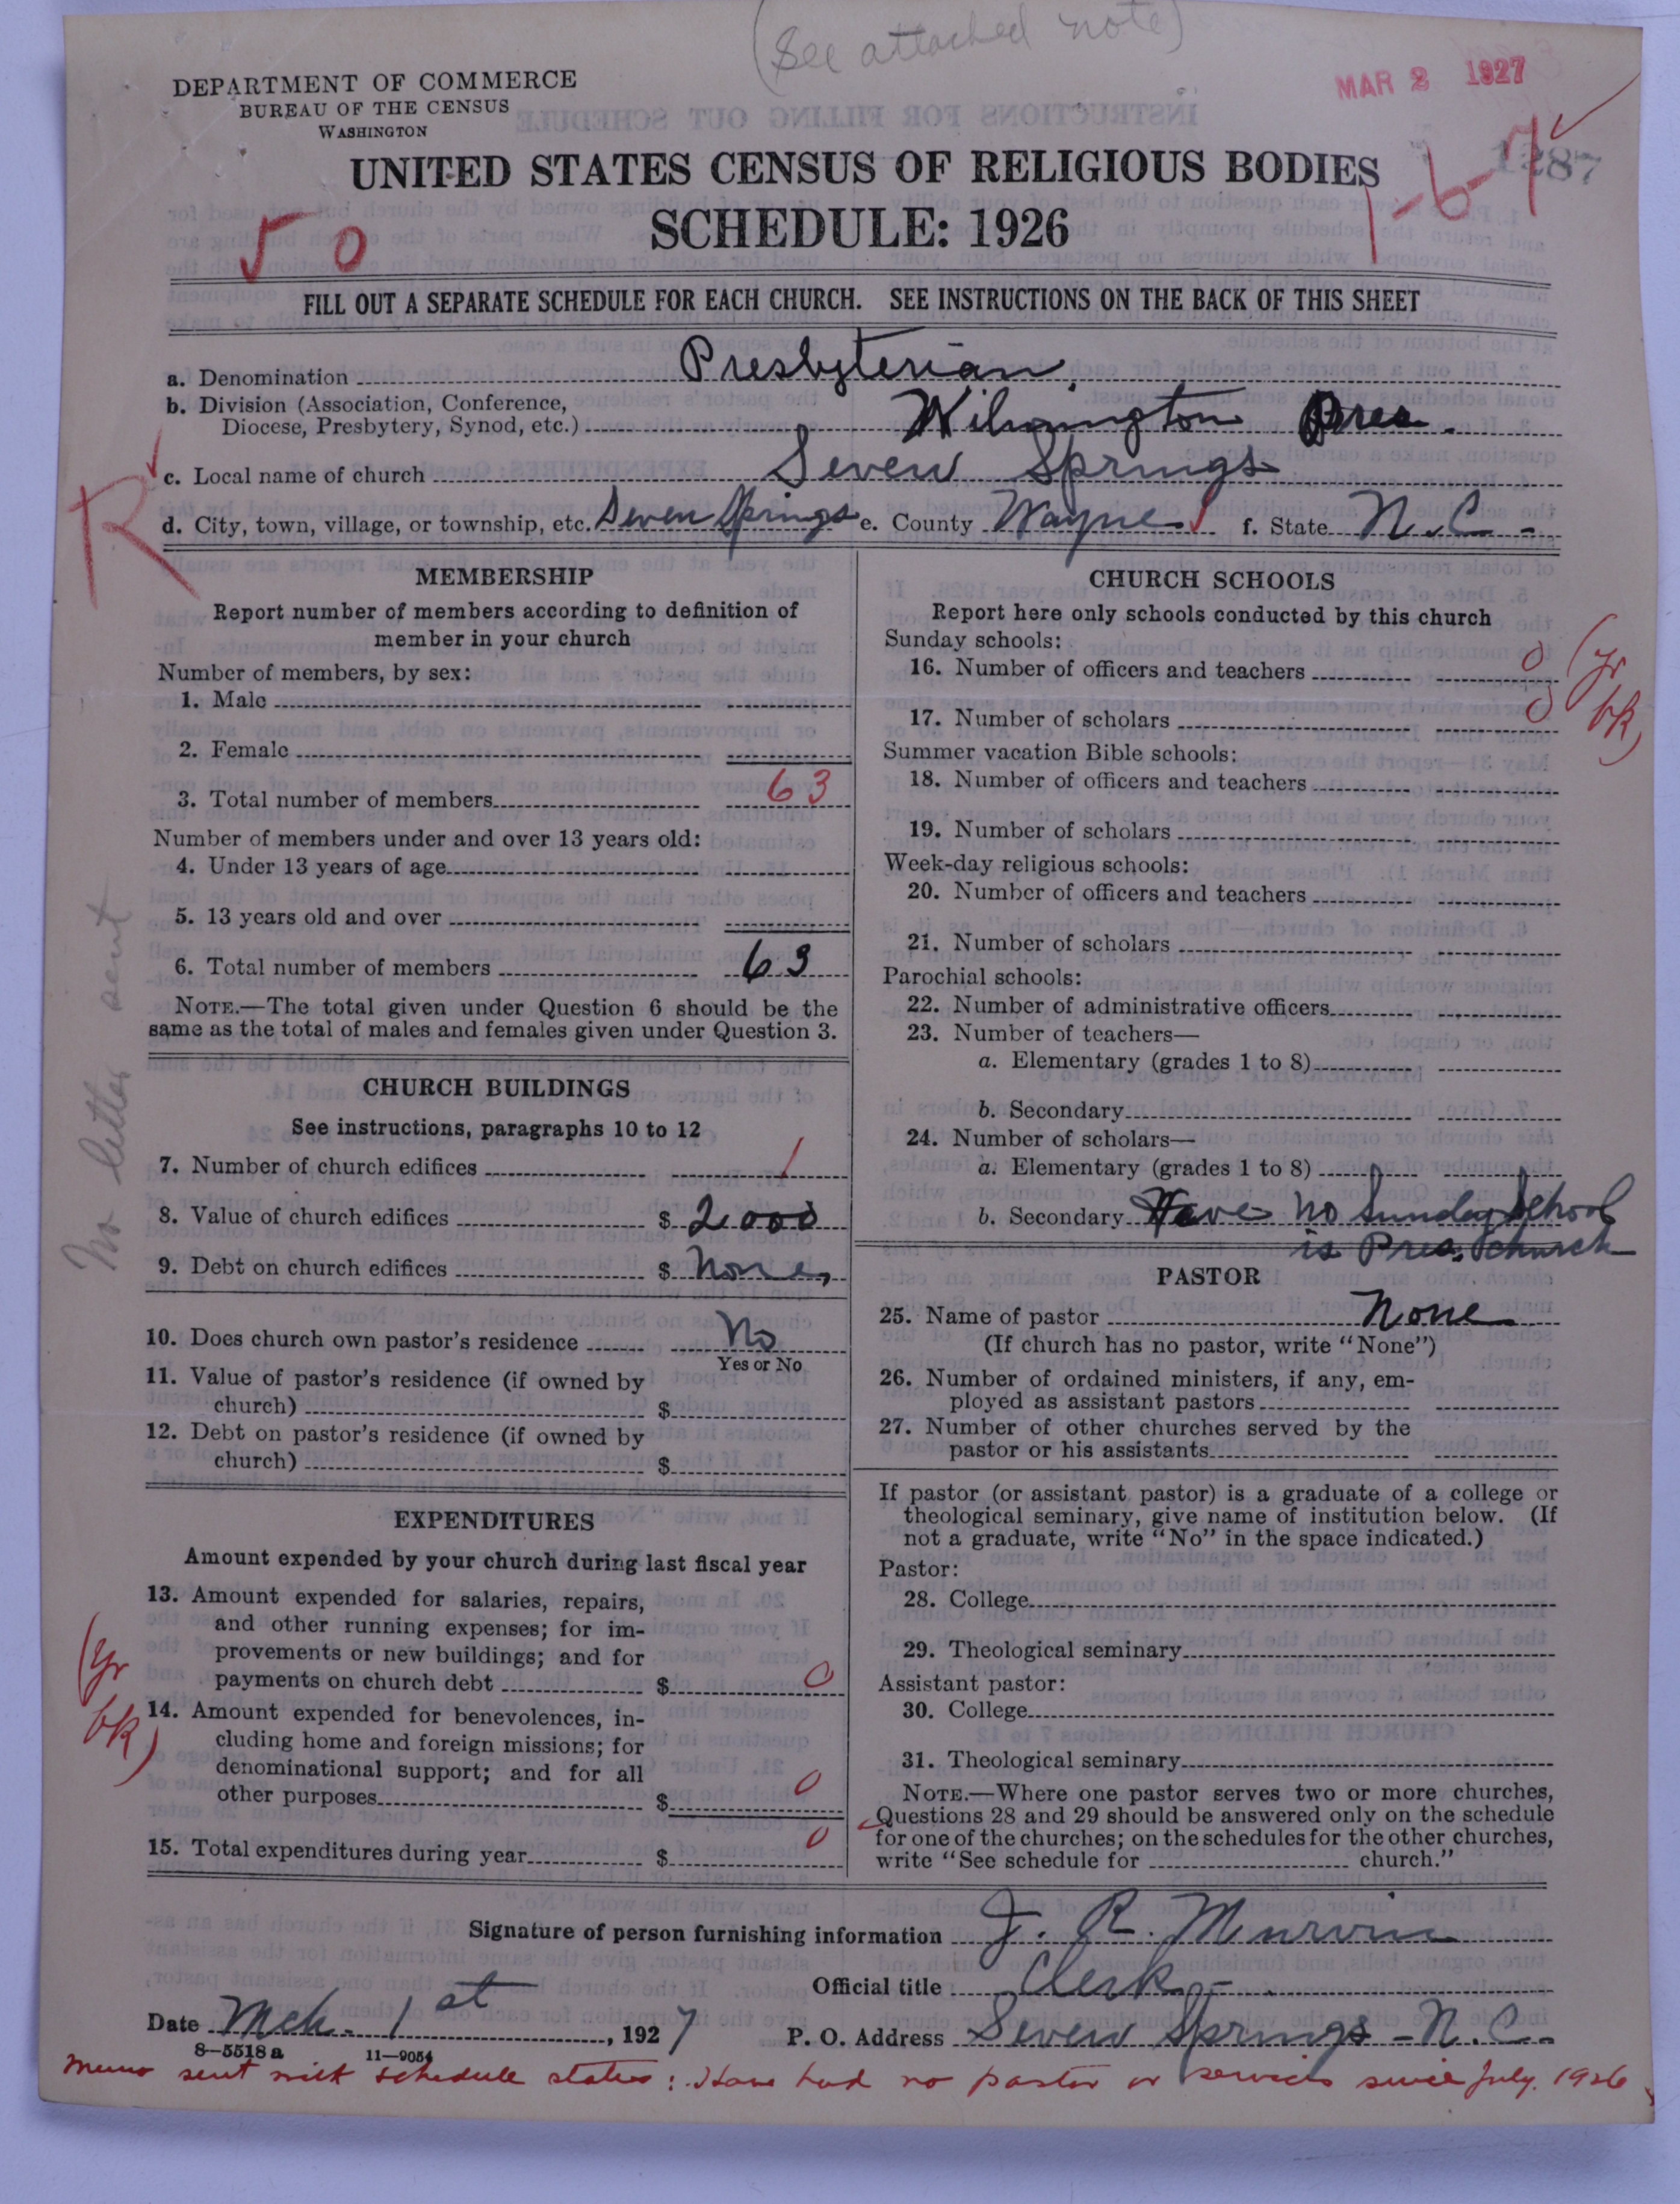 (See attached note)
MAR 2 1927
DEPARTMENT OF COMMERCE
BUREAU OF THE CENSUS
WASHINGTON
1287
1-6-7
UNITED STATES CENSUS OF RELIGIOUS BODIES
SCHEDULE: 1926
50
FILL OUT A SEPARATE SCHEDULE FOR EACH CHURCH. SEE INSTRUCTIONS ON THE BACK OF THIS SHEET
a. Denomination Presbyterian
b. Division (Association, Conference,
Diocese, Presbytery, Synod, etc.) Wilmington Pres.
R
c. Local name of church Seven Springs
d. City, town, village, or township, etc. Seven Springs e. County Wayne f. State N.C.
MEMBERSHIP
Report number of members according to definition of
member in your church
Number of members, by sex:
1. Male
2. Female
3. Total number of members 63
Number of members under and over 13 years old:
4. Under 13 years of age
5. 13 years old and over
6. Total number of members 63
NOTE.—The total given under Question 6 should be the
same as the total of males and females given under Question 3.
No letter sent
CHURCH BUILDINGS
See instructions, paragraphs 10 to 12
7. Number of church edifices 1
8. Value of church edifices $ 2000
9. Debt on church edifices $ None
10. Does church own pastor's residence No
Yes or No
11. Value of pastor's residence (if owned by
church) $
12. Debt on pastor's residence (if owned by
church) $
EXPENDITURES
Amount expended by your church during last fiscal year
13. Amount expended for salaries, repairs,
and other running expenses; for im-
provements or new buildings; and for
payments on church debt $ 0
(yr
bk)
14. Amount expended for benevolences, in-
cluding home and foreign missions; for
denominational support; and for all
other purposes $ 0
15. Total expenditures during year $ 0
CHURCH SCHOOLS
Report here only schools conducted by this church
Sunday schools:
16. Number of officers and teachers 0
17. Number of scholars 0
(yr
bk)
Summer vacation Bible schools:
18. Number of officers and teachers
19. Number of scholars
Week-day religious schools:
20. Number of officers and teachers
21. Number of scholars
Parochial schools:
22. Number of administrative officers
23. Number of teachers—
a. Elementary (grades 1 to 8)
b. Secondary
24. Number of scholars—
a. Elementary (grades 1 to 8)
b. Secondary Have no Sunday School
is Pres. church
PASTOR
25. Name of pastor None
(If church has no pastor, write "None")
26. Number of ordained ministers, if any, em-
ployed as assistant pastors
27. Number of other churches served by the
pastor or his assistants
If pastor (or assistant pastor) is a graduate of a college or
theological seminary, give name of institution below. (If
not a graduate, write "No" in the space indicated.)
Pastor:
28. College
29. Theological seminary
Assistant pastor:
30. College
31. Theological seminary
NOTE.—Where one pastor serves two or more churches,
Questions 28 and 29 should be answered only on the schedule
for one of the churches; on the schedules for the other churches,
write "See schedule for church."
Signature of person furnishing information J. R. Murvin
Official title Clerk
Date Mch. 1st, 1927 P. O. Address Seven Springs - N.C.
8—5518 a 11—9054
Memo sent with schedule states: Have had no pastor or services since July. 1926